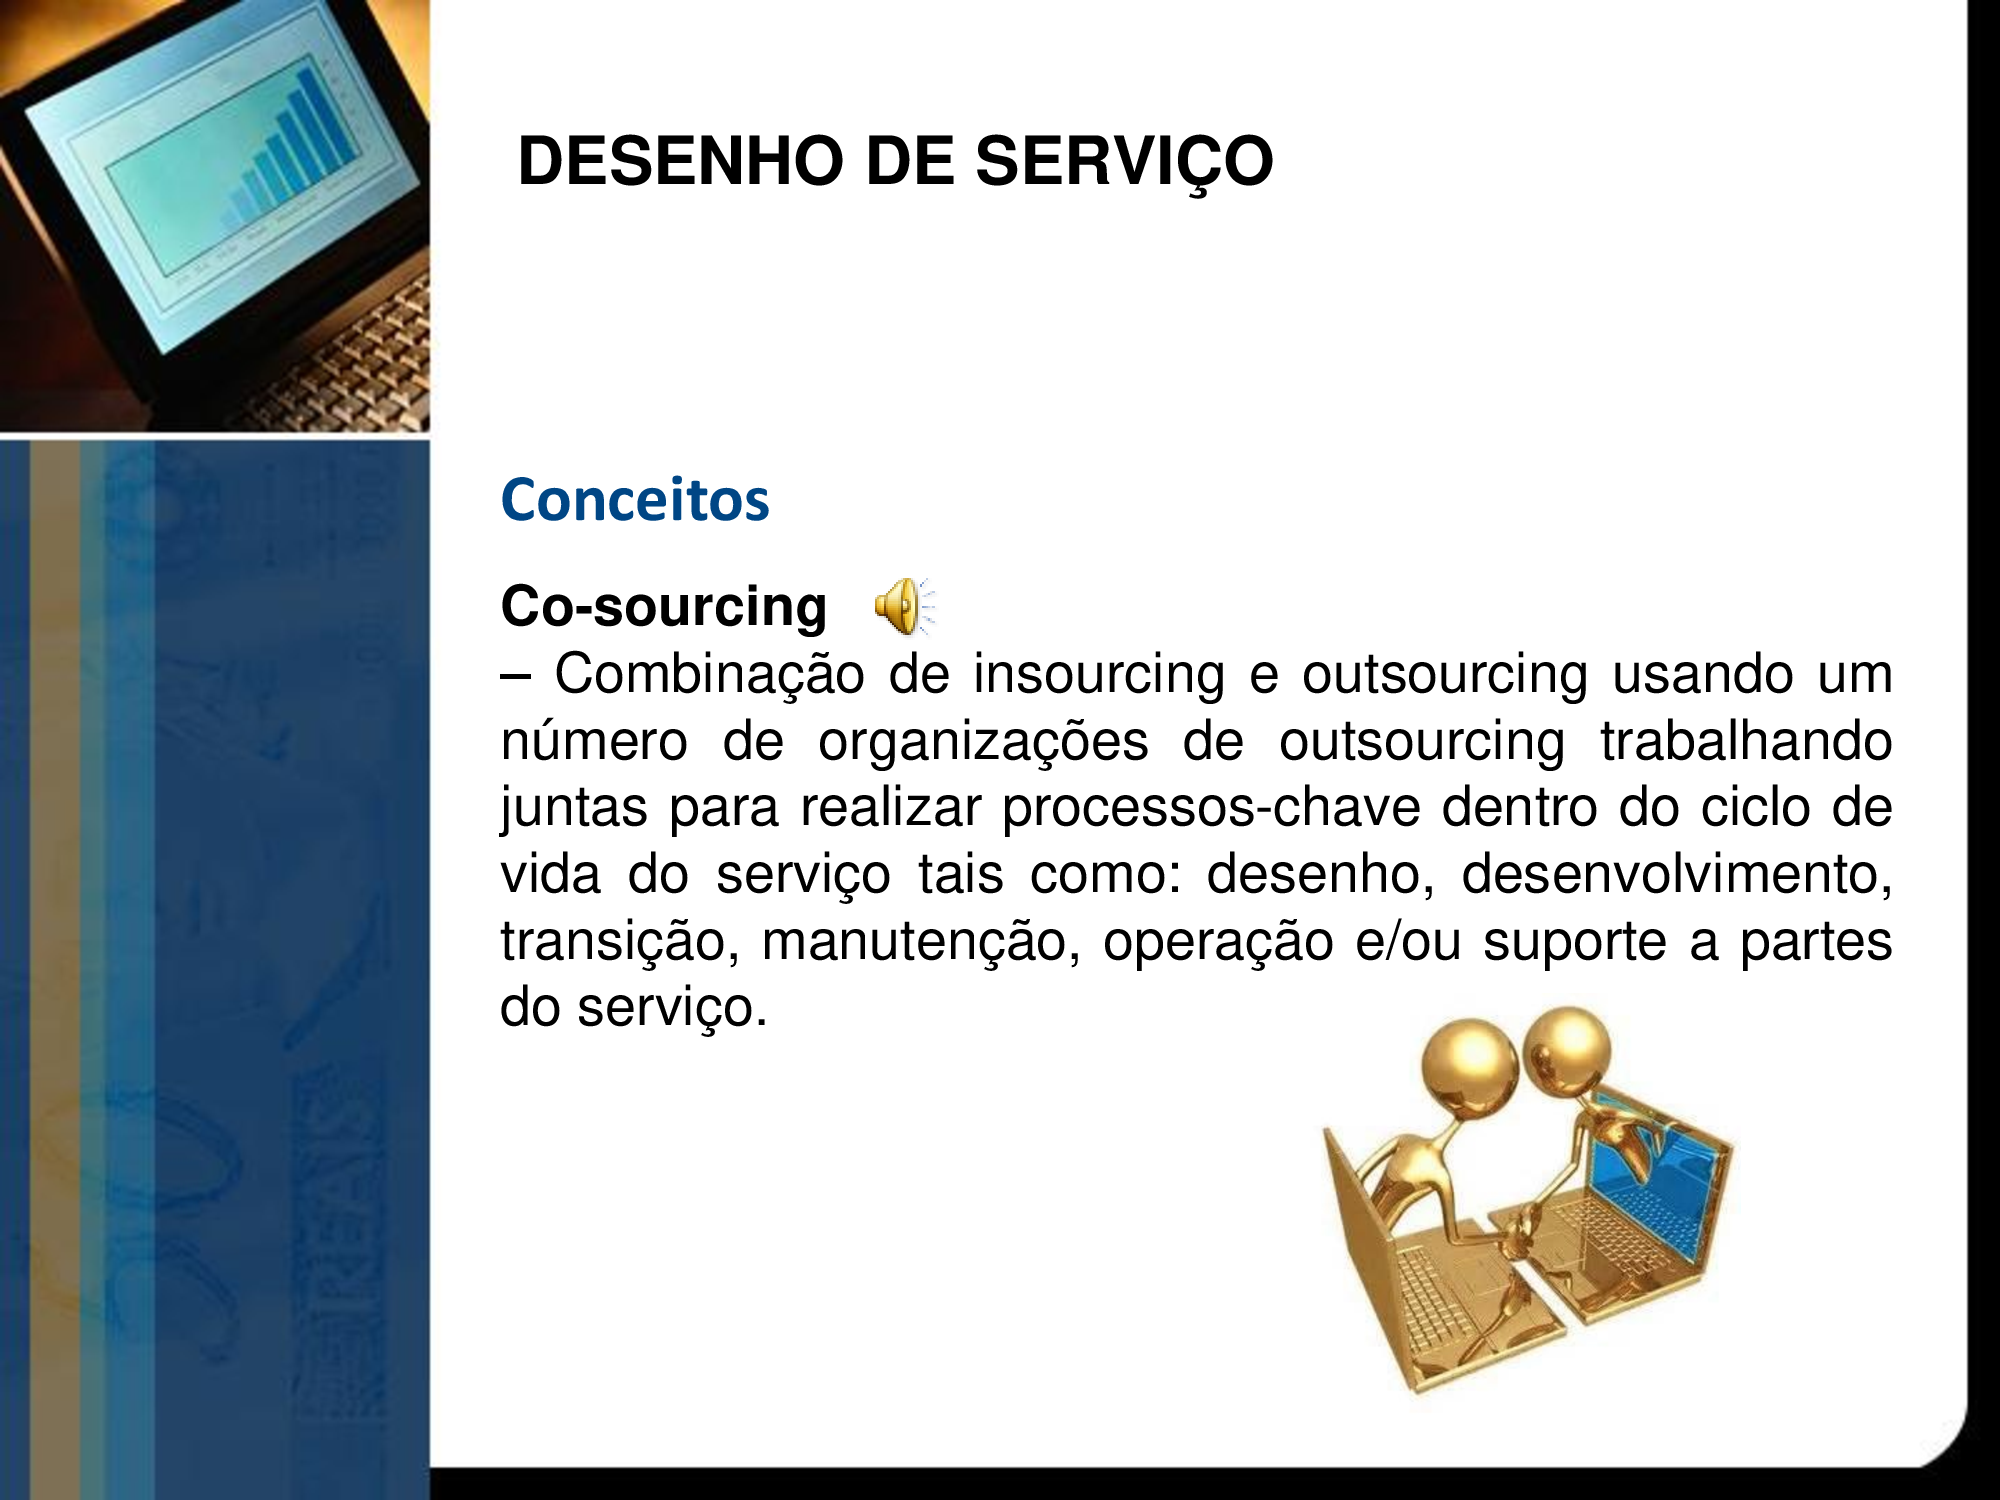 DESENHO DE SERVIÇO
Conceitos
Co-sourcing
– Combinação de insourcing e outsourcing usando um
número de organizações de outsourcing trabalhando
juntas para realizar processos-chave dentro do ciclo de
vida do serviço tais como: desenho, desenvolvimento,
transição, manutenção, operação e/ou suporte a partes
do serviço.
REAIS